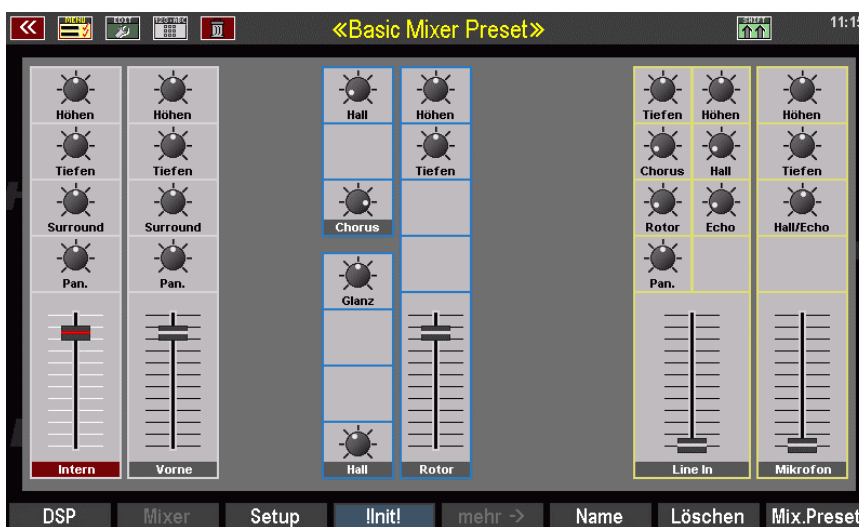 MENU EDIT 123·ABC «Basic Mixer Preset» SHIFT 11:15
Höhen Höhen Hall Höhen Tiefen Höhen Höhen
Tiefen Tiefen Tiefen Chorus Hall Tiefen
Surround Surround Chorus Rotor Echo Hall/Echo
Pan. Pan. Pan.
Glanz
Intern Vorne Hall Rotor Line In Mikrofon
DSP Mixer Setup !Init! mehr -> Name Löschen Mix.Preset